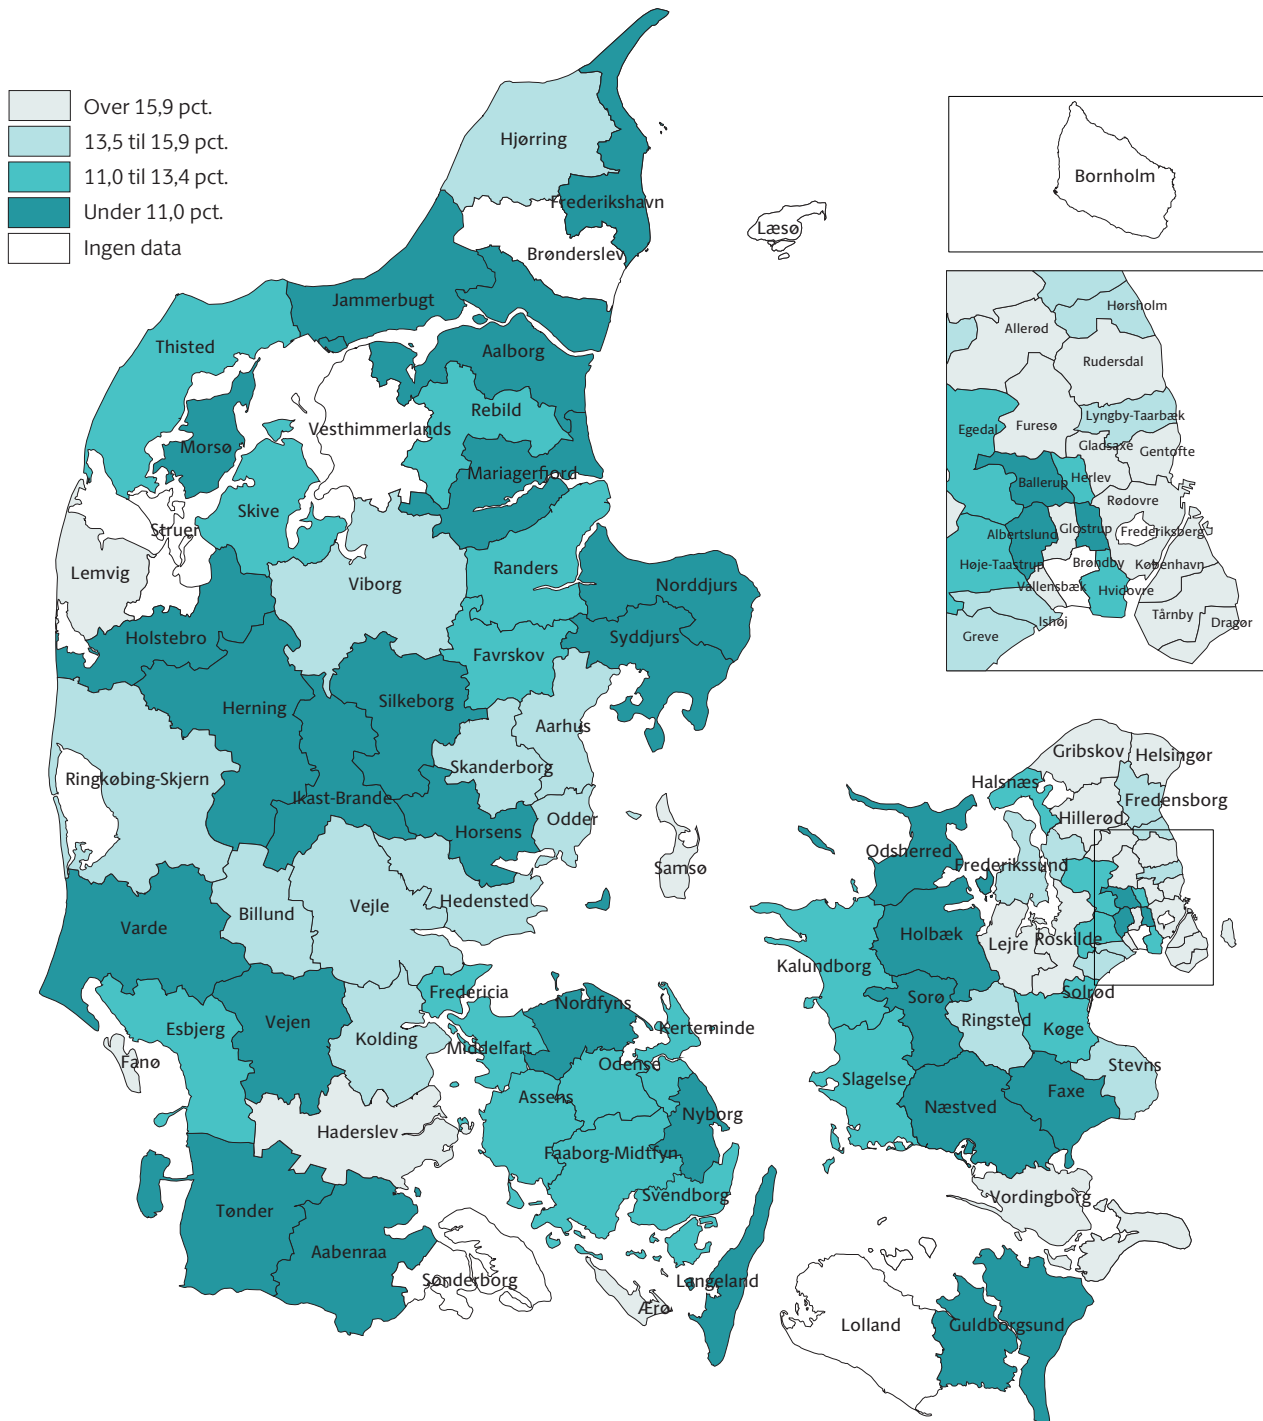 Over 15,9 pct.
13,5 til 15,9 pct.
11,0 til 13,4 pct.
Under 11,0 pct.
Ingen data
Hjørring
Frederikshavn
Læsø
Brønderslev
Jammerbugt
Thisted
Aalborg
Rebild
Vesthimmerlands
Morsø
Mariagerfjord
Skive
Struer
Lemvig
Viborg
Randers
Norddjurs
Holstebro
Syddjurs
Favrskov
Silkeborg
Herning
Aarhus
Skanderborg
Ringkøbing-Skjern
Ikast-Brande
Horsens
Odder
Samsø
Hedensted
Billund
Vejle
Varde
Fredericia
Vejen
Esbjerg
Kolding
Fanø
Haderslev
Tønder
Aabenraa
Sønderborg
Nordfyns
Kerteminde
Middelfart
Odense
Assens
Nyborg
Faaborg-Midtfyn
Svendborg
Langeland
Ærø
Bornholm
Hørsholm
Allerød
Rudersdal
Lyngby-Taarbæk
Furesø
Egedal
Gladsaxe
Gentofte
Ballerup
Herlev
Rødovre
Albertslund
Glostrup
Frederiksberg
Høje-Taastrup
Brøndby
København
Vallensbæk
Hvidovre
Ishøj
Tårnby
Dragør
Greve
Gribskov
Helsingør
Halsnæs
Fredensborg
Hillerød
Odsherred
Frederikssund
Holbæk
Lejre
Roskilde
Kalundborg
Solrød
Sorø
Ringsted
Køge
Stevns
Slagelse
Næstved
Faxe
Vordingborg
Lolland
Guldborgsund